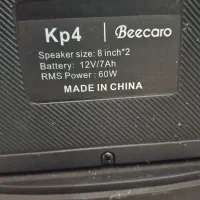 Kp4 Beecaro
Speaker size: 8 inch*2
Battery: 12V/7Ah
RMS Power: 60W
MADE IN CHINA